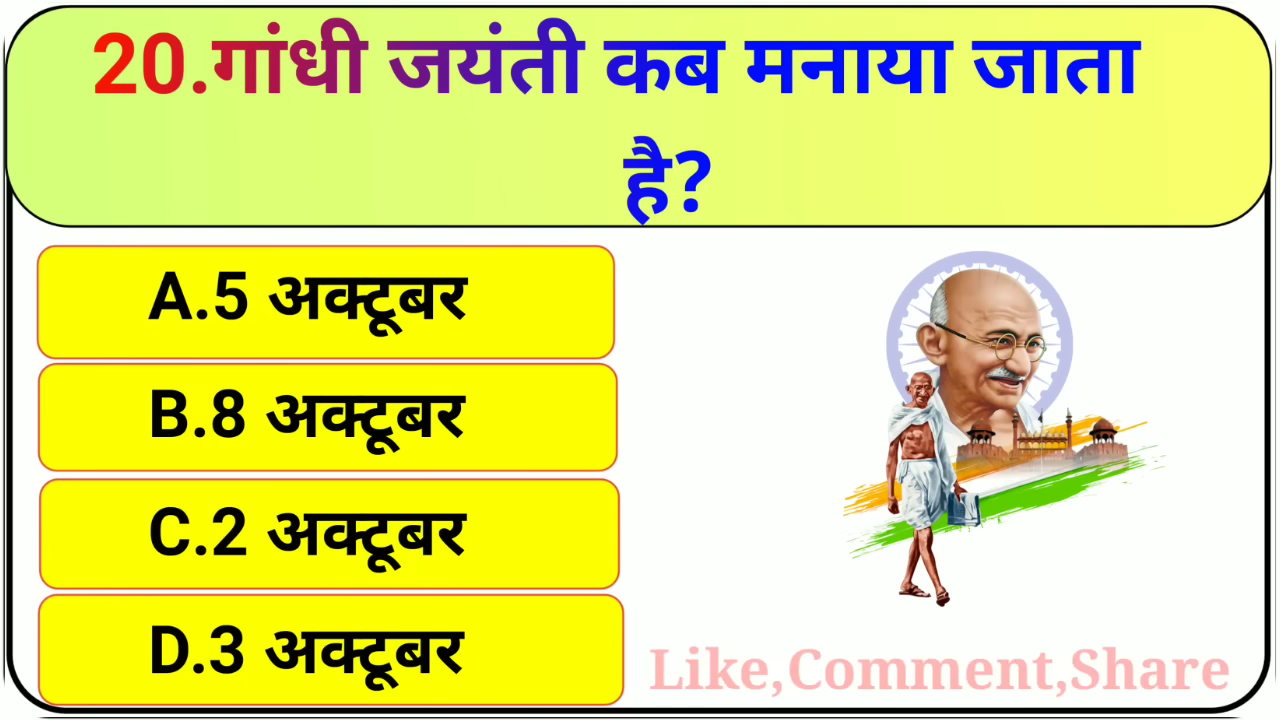 20.गांधी जयंती कब मनाया जाता
है?
A.5 अक्टूबर
B.8 अक्टूबर
C.2 अक्टूबर
D.3 अक्टूबर
Like,Comment,Share